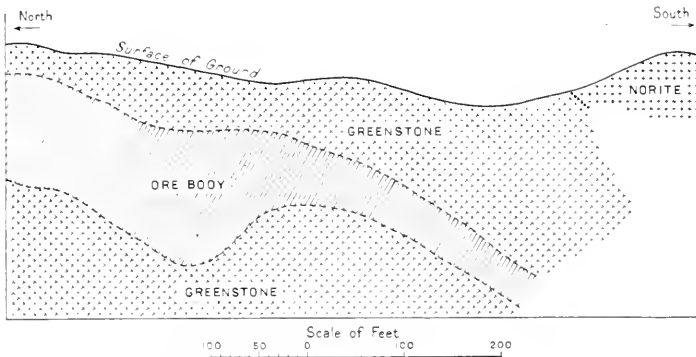 North
South
Surface of Ground
NORITE
GREENSTONE
ORE BODY
GREENSTONE
Scale of Feet
100 50 0 100 200